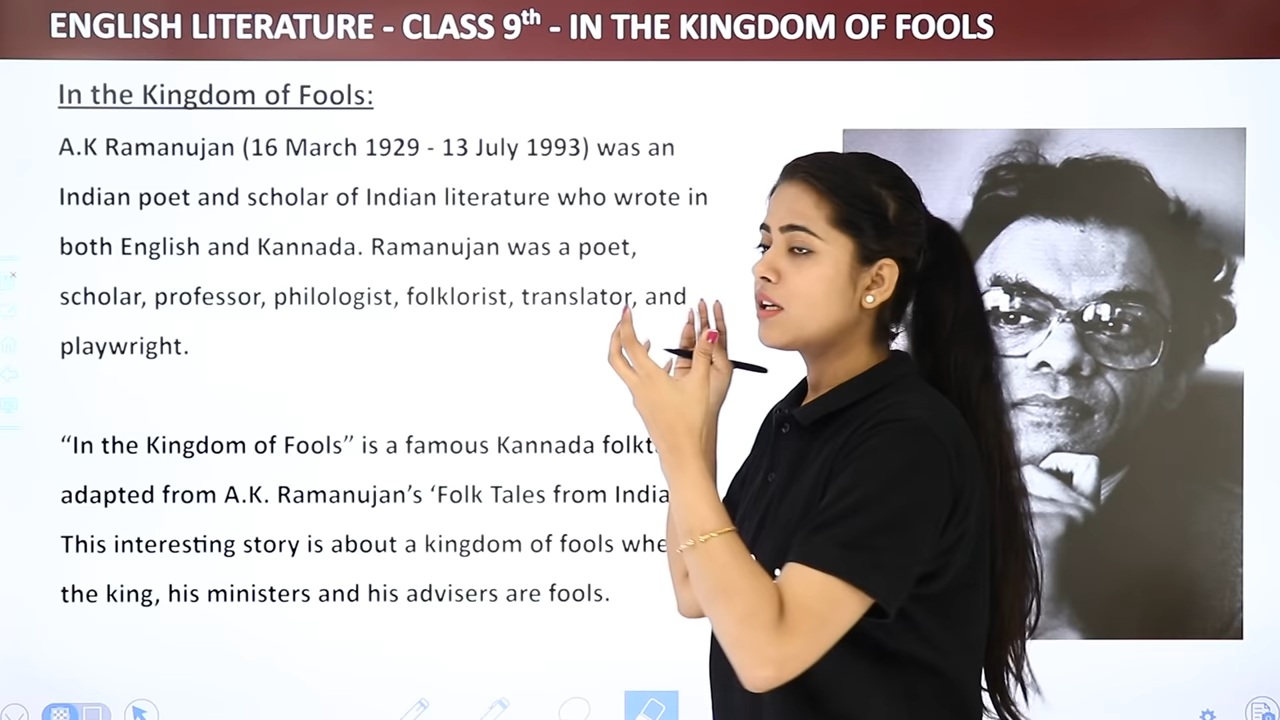 ENGLISH LITERATURE - CLASS 9th - IN THE KINGDOM OF FOOLS
In the Kingdom of Fools:
A.K Ramanujan (16 March 1929 - 13 July 1993) was an
Indian poet and scholar of Indian literature who wrote in
both English and Kannada. Ramanujan was a poet,
scholar, professor, philologist, folklorist, translator, and
playwright.
“In the Kingdom of Fools” is a famous Kannada
adapted from A.K. Ramanujan’s ‘Folk Tales from India
This interesting story is about a kingdom of fools
the king, his ministers and his advisers are fools.